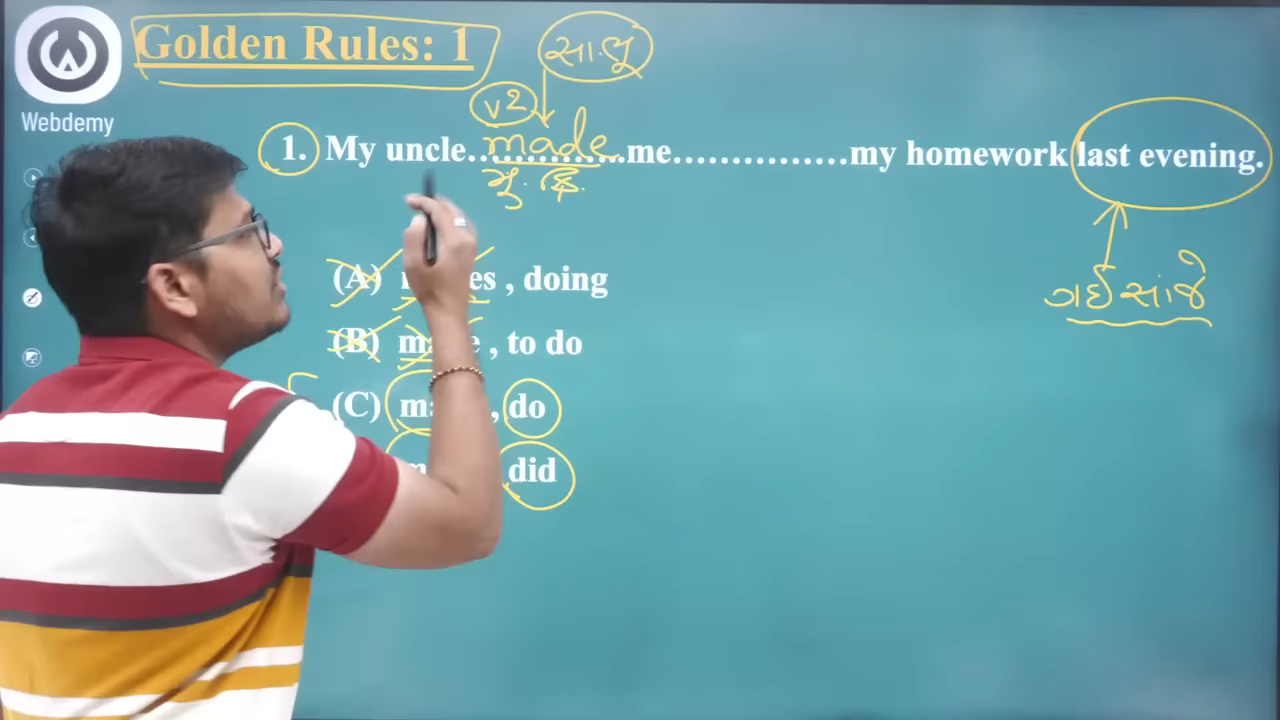 Golden Rules: 1
સા.ભૂ
Webdemy
v2
made
1. My uncle..............me...............my homework last evening.
મુ. ક્રિ.
(A) , doing
ગઈ સાંજે
(B) , to do
(C) , do
did